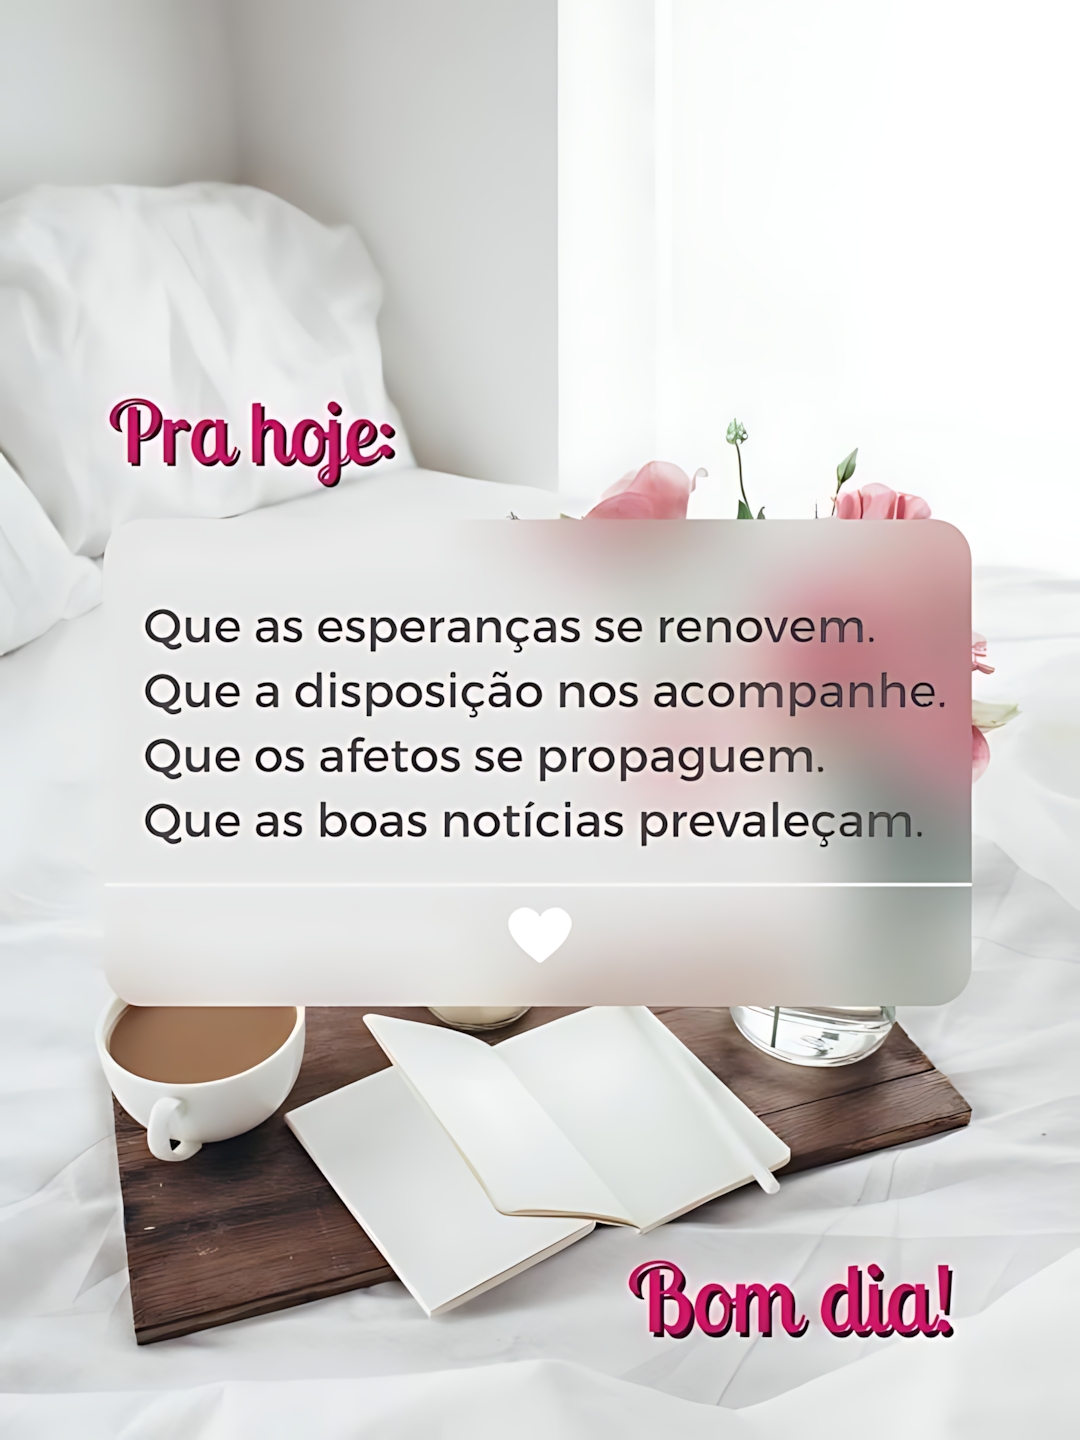 Pra hoje:
Que as esperanças se renovem.
Que a disposição nos acompanhe.
Que os afetos se propaguem.
Que as boas notícias prevaleçam.
Bom dia!